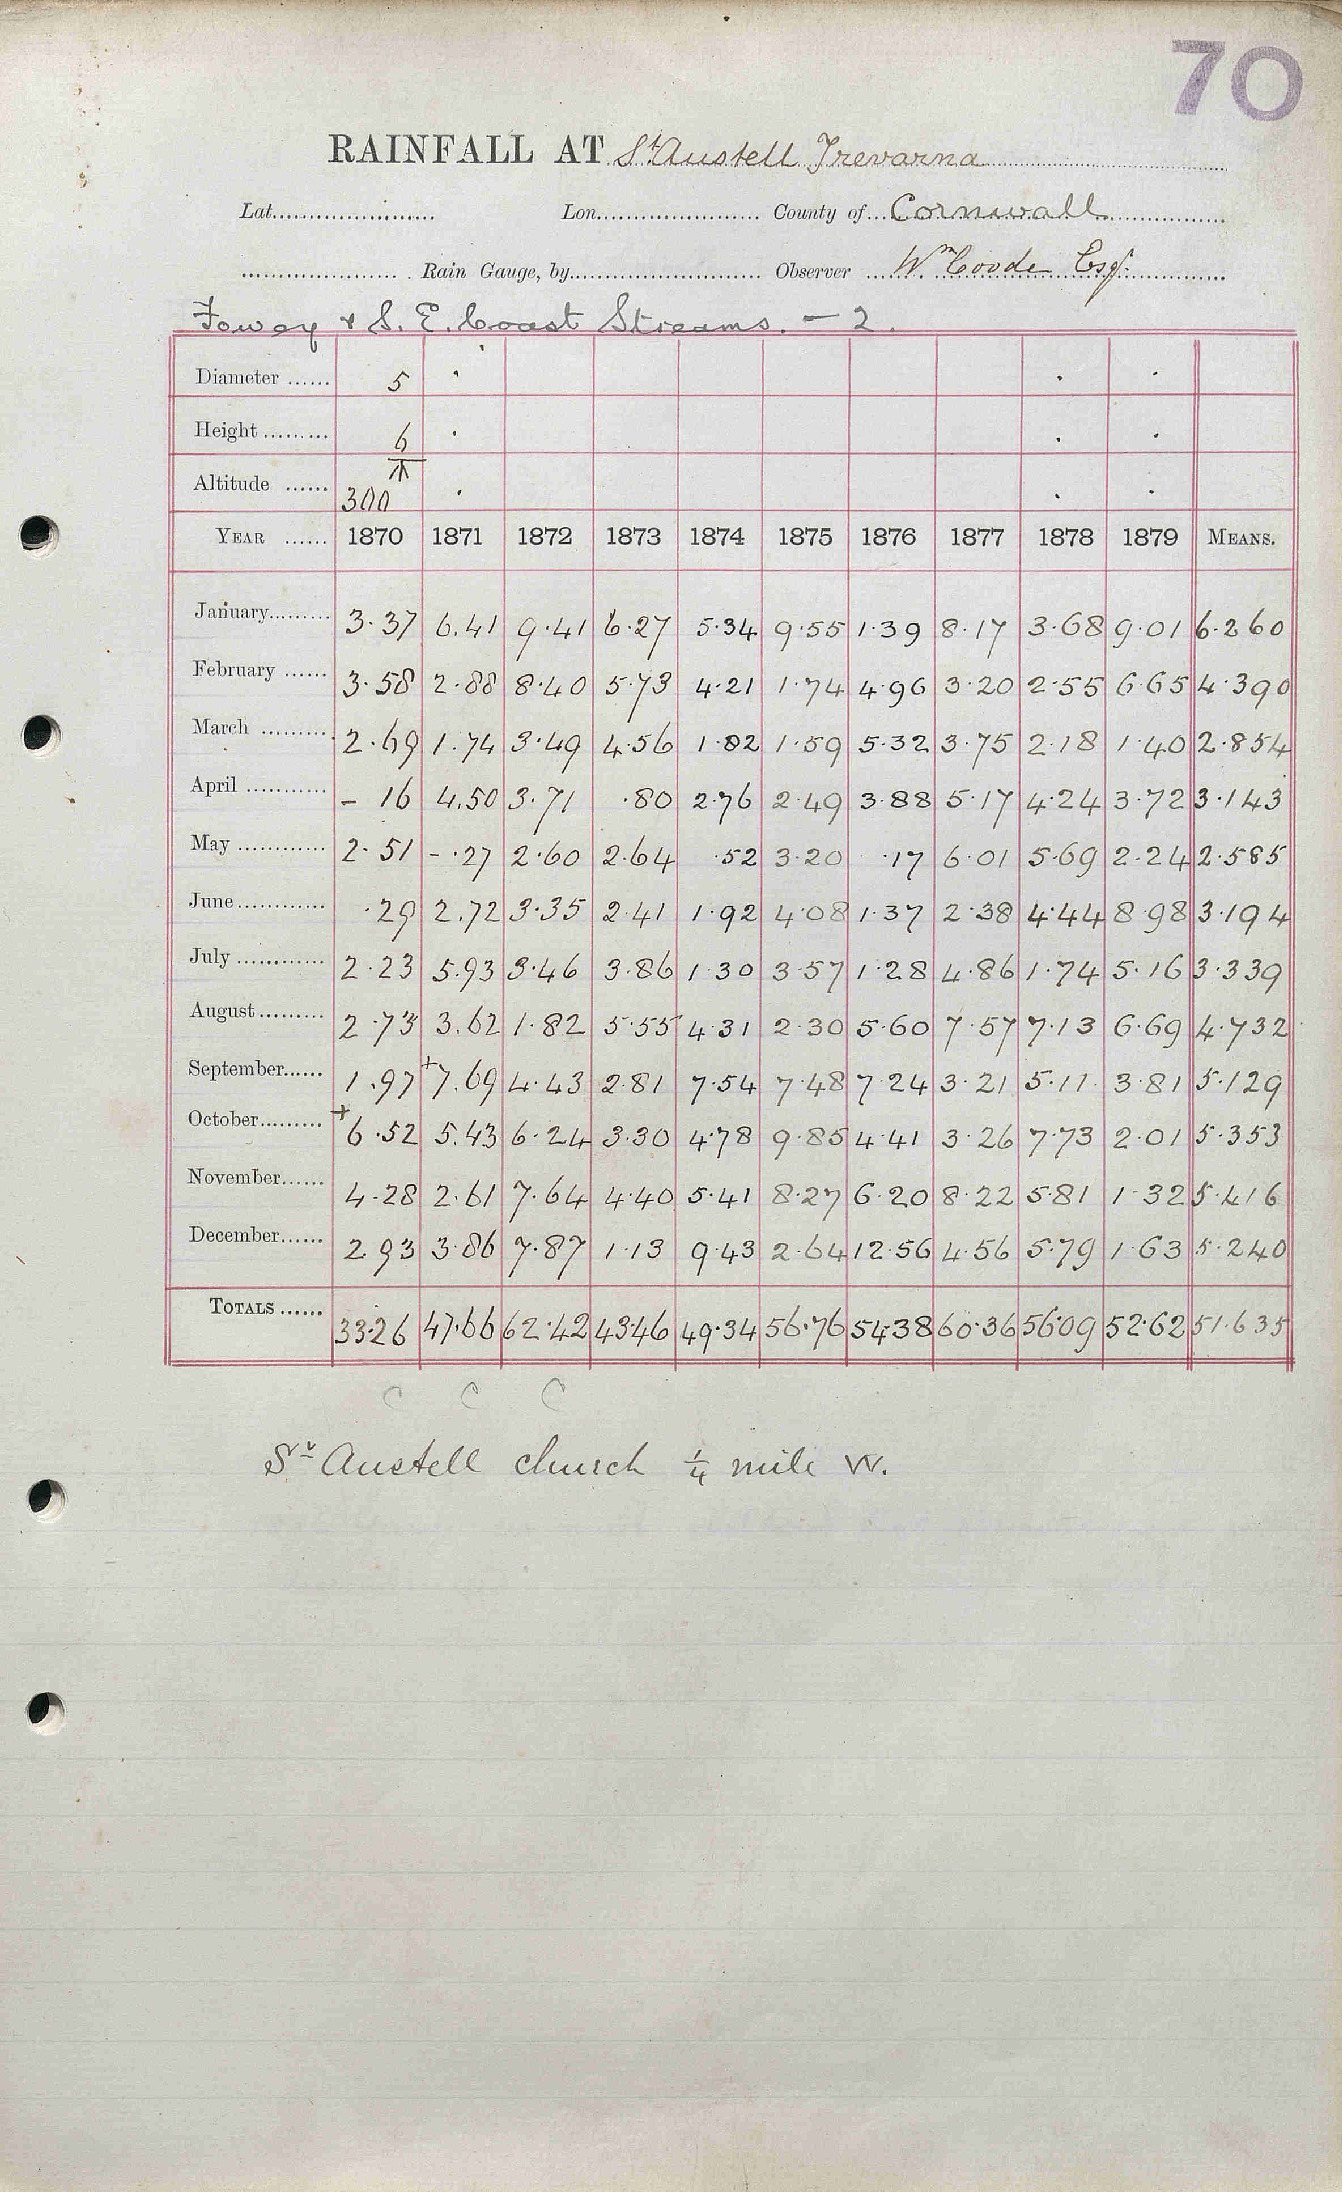 70
RAINFALL AT St Austell Trevarna
Lat. Lon. County of Cornwall
Rain Gauge, by Observer Wm Coode Esq.
Fowey & S. E. Coast Streams. — 2.
Diameter 5
Height 6
Altitude 300
YEAR 1870 1871 1872 1873 1874 1875 1876 1877 1878 1879 MEANS.
January 3.37 6.41 9.41 6.27 5.34 9.55 1.39 8.17 3.68 9.01 6.260
February 3.58 2.88 8.40 5.73 4.21 1.74 4.96 3.20 2.55 6.65 4.390
March 2.69 1.74 3.49 4.56 1.82 1.59 5.32 3.75 2.18 1.40 2.854
April – 16 4.50 3.71 .80 2.76 2.49 3.88 5.17 4.24 3.72 3.143
May 2.51 – .27 2.60 2.64 .52 3.20 .17 6.01 5.69 2.24 2.585
June .29 2.72 3.35 2.41 1.92 4.08 1.37 2.38 4.44 8.98 3.194
July 2.23 5.93 3.46 3.86 1.30 3.57 1.28 4.86 1.74 5.16 3.339
August 2.73 3.62 1.82 5.55 4.31 2.30 5.60 7.57 7.13 6.69 4.732
September 1.97 +7.69 4.43 2.81 7.54 7.48 7.24 3.21 5.11 3.81 5.129
October +6.52 5.43 6.24 3.30 4.78 9.85 4.41 3.26 7.73 2.01 5.353
November 4.28 2.61 7.64 4.40 5.41 8.27 6.20 8.22 5.81 1.32 5.416
December 2.93 3.86 7.87 1.13 9.43 2.64 12.56 4.56 5.79 1.63 5.240
TOTALS 33.26 47.66 62.42 43.46 49.34 56.76 54.38 60.36 56.09 52.62 51.635
C C C
St Austell church 1/4 mile W.